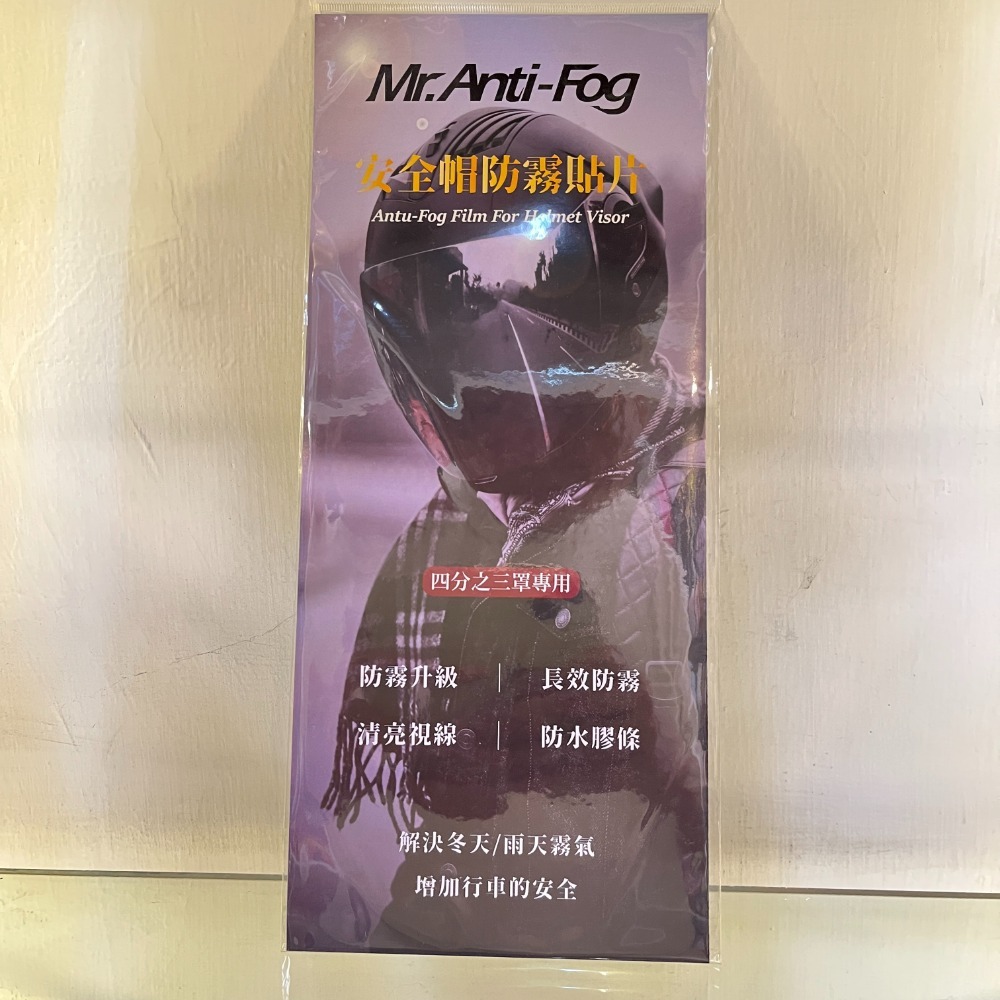 Mr.Anti-Fog
安全帽防霧貼片
Antu-Fog Film For Helmet Visor
四分之三罩專用
防霧升級 | 長效防霧
清亮視線 | 防水膠條
解決冬天/雨天霧氣
增加行車的安全